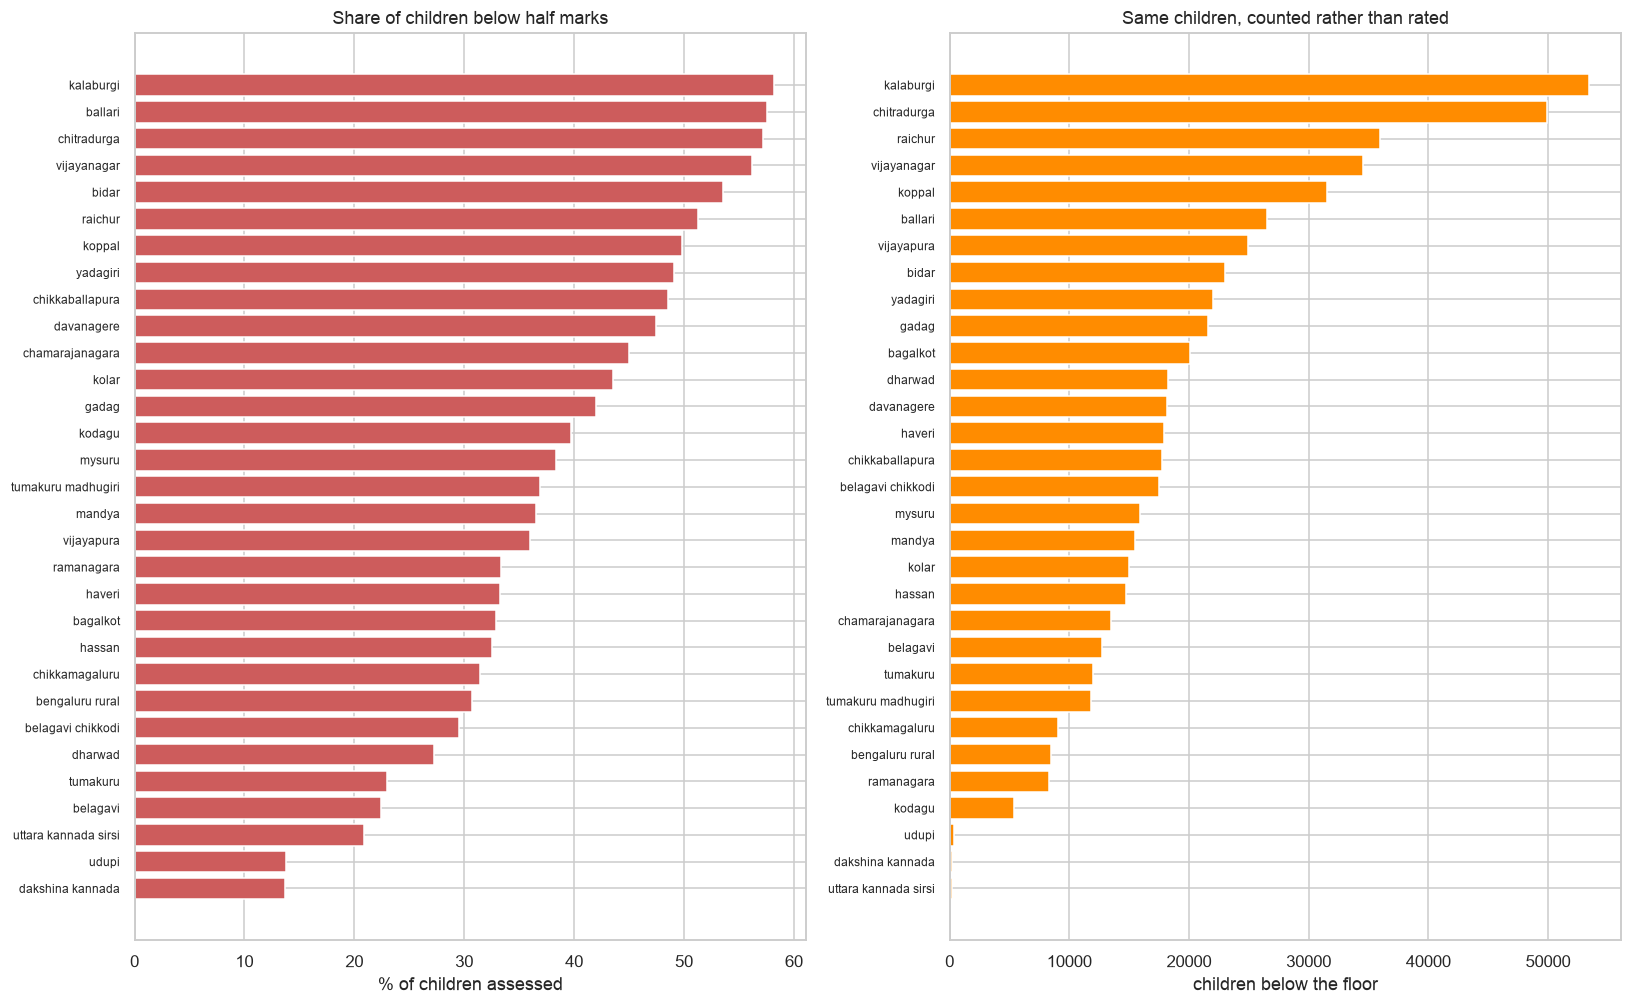 Share of children below half marks
kalaburgi
ballari
chitradurga
vijayanagar
bidar
raichur
koppal
yadagiri
chikkaballapura
davanagere
chamarajanagara
kolar
gadag
kodagu
mysuru
tumakuru madhugiri
mandya
vijayapura
ramanagara
haveri
bagalkot
hassan
chikkamagaluru
bengaluru rural
belagavi chikkodi
dharwad
tumakuru
belagavi
uttara kannada sirsi
udupi
dakshina kannada
0 10 20 30 40 50 60
% of children assessed
Same children, counted rather than rated
kalaburgi
chitradurga
raichur
vijayanagar
koppal
ballari
vijayapura
bidar
yadagiri
gadag
bagalkot
dharwad
davanagere
haveri
chikkaballapura
belagavi chikkodi
mysuru
mandya
kolar
hassan
chamarajanagara
belagavi
tumakuru
tumakuru madhugiri
chikkamagaluru
bengaluru rural
ramanagara
kodagu
udupi
dakshina kannada
uttara kannada sirsi
0 10000 20000 30000 40000 50000
children below the floor